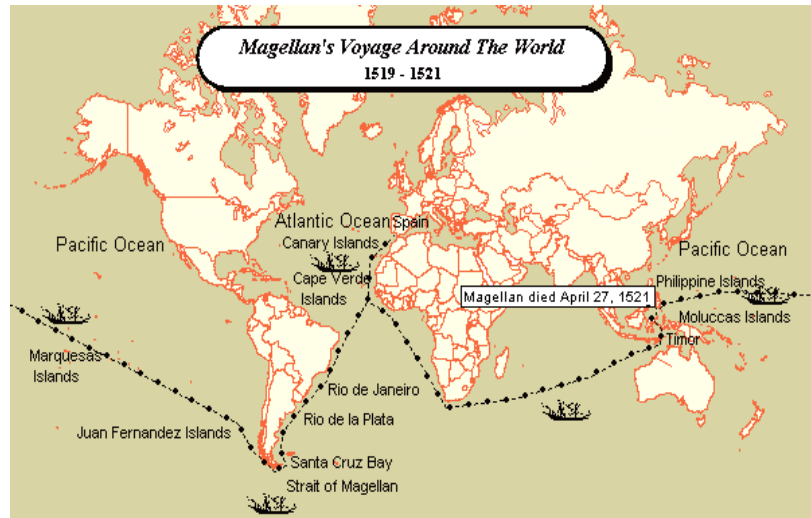 Magellan's Voyage Around The World
1519 - 1521
Atlantic Ocean
Spain
Pacific Ocean
Canary Islands
Pacific Ocean
Cape Verde
Islands
Philippine Islands
Magellan died April 27, 1521
Moluccas Islands
Timor
Marquesas
Islands
Rio de Janeiro
Rio de la Plata
Juan Fernandez Islands
Santa Cruz Bay
Strait of Magellan